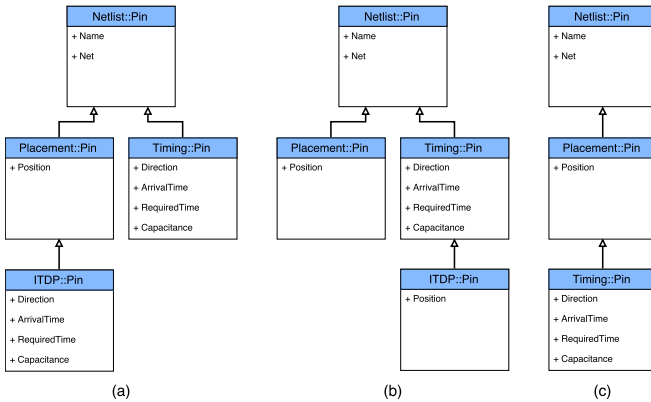 Netlist::Pin
+ Name
+ Net
Placement::Pin
+ Position
Timing::Pin
+ Direction
+ ArrivalTime
+ RequiredTime
+ Capacitance
ITDP::Pin
+ Direction
+ ArrivalTime
+ RequiredTime
+ Capacitance
(a)
Netlist::Pin
+ Name
+ Net
Placement::Pin
+ Position
Timing::Pin
+ Direction
+ ArrivalTime
+ RequiredTime
+ Capacitance
ITDP::Pin
+ Position
(b)
Netlist::Pin
+ Name
+ Net
Placement::Pin
+ Position
Timing::Pin
+ Direction
+ ArrivalTime
+ RequiredTime
+ Capacitance
(c)